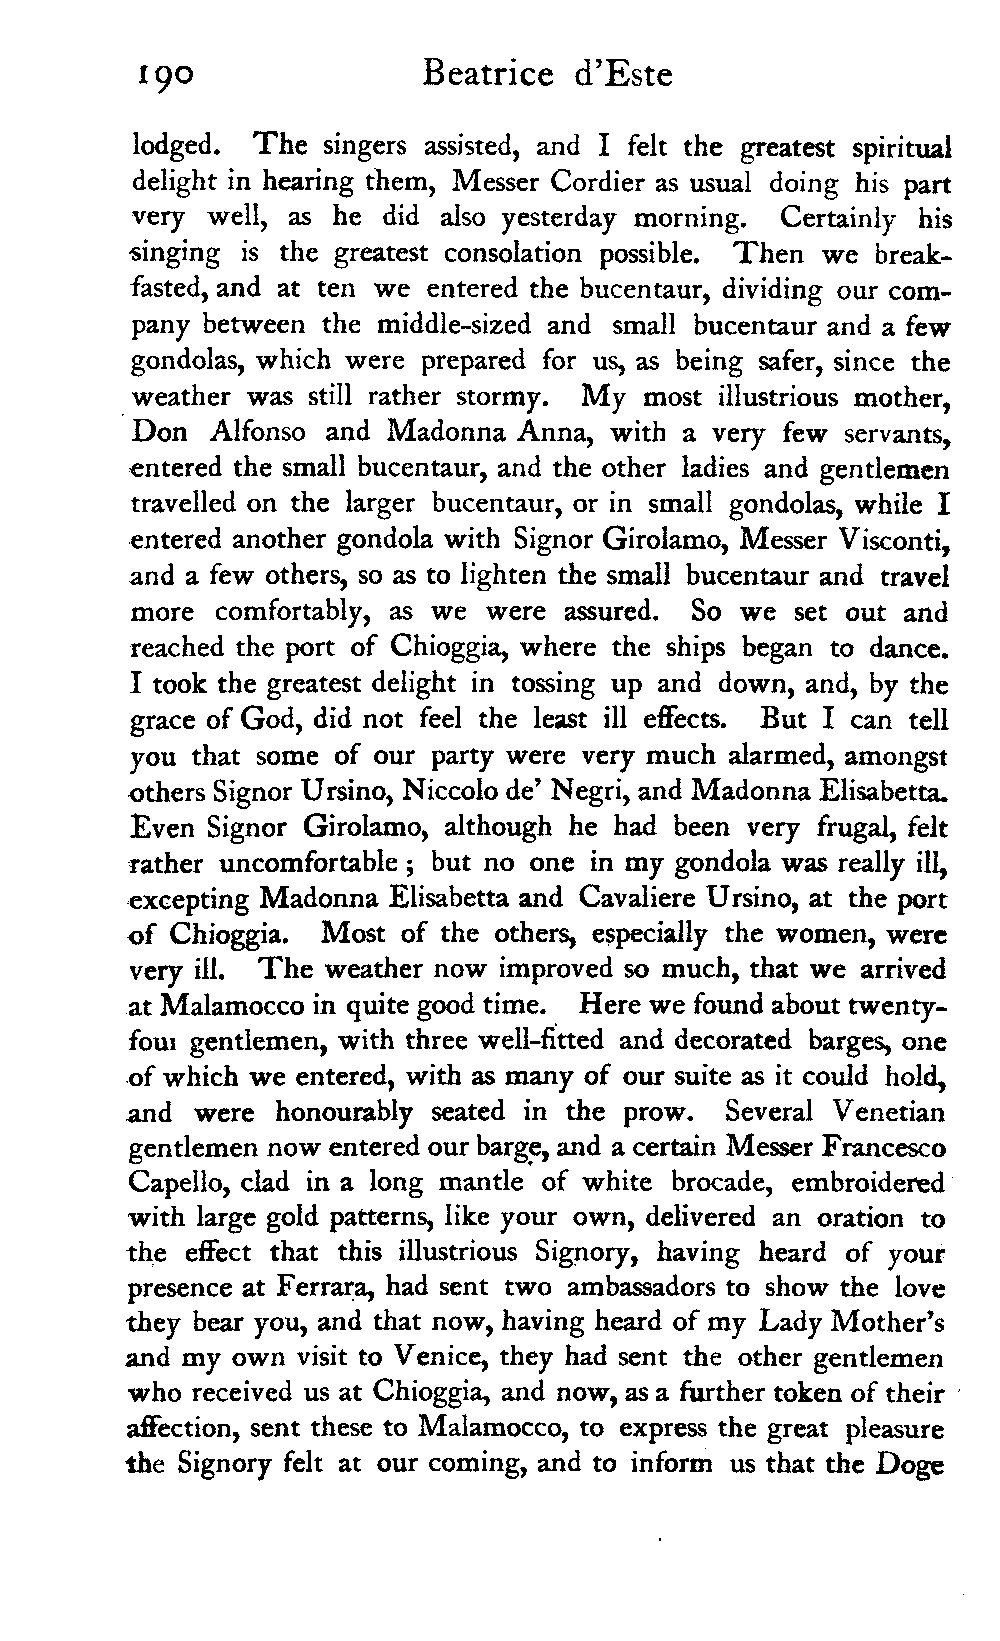 190 Beatrice d'Este
lodged. The singers assisted, and I felt the greatest spiritual
delight in hearing them, Messer Cordier as usual doing his part
very well, as he did also yesterday morning. Certainly his
singing is the greatest consolation possible. Then we break-
fasted, and at ten we entered the bucentaur, dividing our com-
pany between the middle-sized and small bucentaur and a few
gondolas, which were prepared for us, as being safer, since the
weather was still rather stormy. My most illustrious mother,
Don Alfonso and Madonna Anna, with a very few servants,
entered the small bucentaur, and the other ladies and gentlemen
travelled on the larger bucentaur, or in small gondolas, while I
entered another gondola with Signor Girolamo, Messer Visconti,
and a few others, so as to lighten the small bucentaur and travel
more comfortably, as we were assured. So we set out and
reached the port of Chioggia, where the ships began to dance.
I took the greatest delight in tossing up and down, and, by the
grace of God, did not feel the least ill effects. But I can tell
you that some of our party were very much alarmed, amongst
others Signor Ursino, Niccolo de' Negri, and Madonna Elisabetta.
Even Signor Girolamo, although he had been very frugal, felt
rather uncomfortable ; but no one in my gondola was really ill,
excepting Madonna Elisabetta and Cavaliere Ursino, at the port
of Chioggia. Most of the others, especially the women, were
very ill. The weather now improved so much, that we arrived
at Malamocco in quite good time. Here we found about twenty-
four gentlemen, with three well-fitted and decorated barges, one
of which we entered, with as many of our suite as it could hold,
and were honourably seated in the prow. Several Venetian
gentlemen now entered our barge, and a certain Messer Francesco
Capello, clad in a long mantle of white brocade, embroidered
with large gold patterns, like your own, delivered an oration to
the effect that this illustrious Signory, having heard of your
presence at Ferrara, had sent two ambassadors to show the love
they bear you, and that now, having heard of my Lady Mother's
and my own visit to Venice, they had sent the other gentlemen
who received us at Chioggia, and now, as a further token of their
affection, sent these to Malamocco, to express the great pleasure
the Signory felt at our coming, and to inform us that the Doge